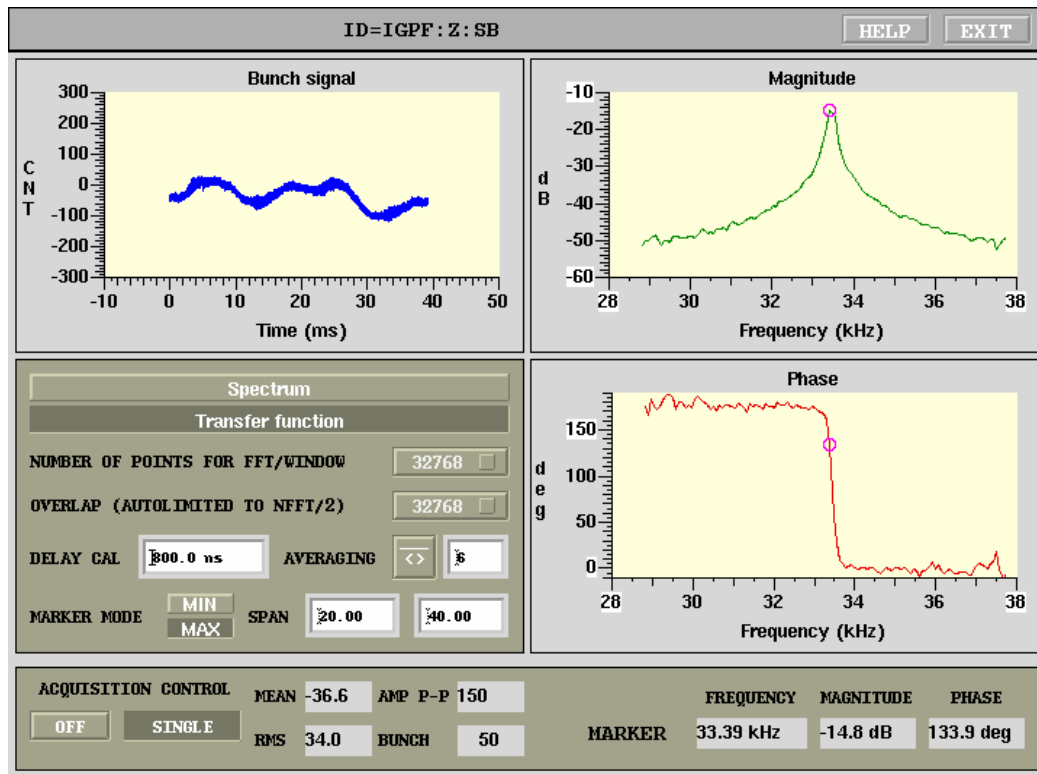 ID=IGPF:Z:SB
HELP
EXIT
Bunch signal
300
200
100
0
-100
-200
-300
CNT
-10 0 10 20 30 40 50
Time (ms)
Magnitude
-10
-20
-30
-40
-50
-60
dB
28 30 32 34 36 38
Frequency (kHz)
Spectrum
Transfer function
NUMBER OF POINTS FOR FFT/WINDOW 32768
OVERLAP (AUTOLIMITED TO NFFT/2) 32768
DELAY CAL 800.0 ns AVERAGING <> 6
MARKER MODE MIN MAX SPAN 20.00 40.00
Phase
150
100
50
0
deg
28 30 32 34 36 38
Frequency (kHz)
ACQUISITION CONTROL
OFF SINGLE
MEAN -36.6 AMP P-P 150
RMS 34.0 BUNCH 50
FREQUENCY MAGNITUDE PHASE
MARKER 33.39 kHz -14.8 dB 133.9 deg